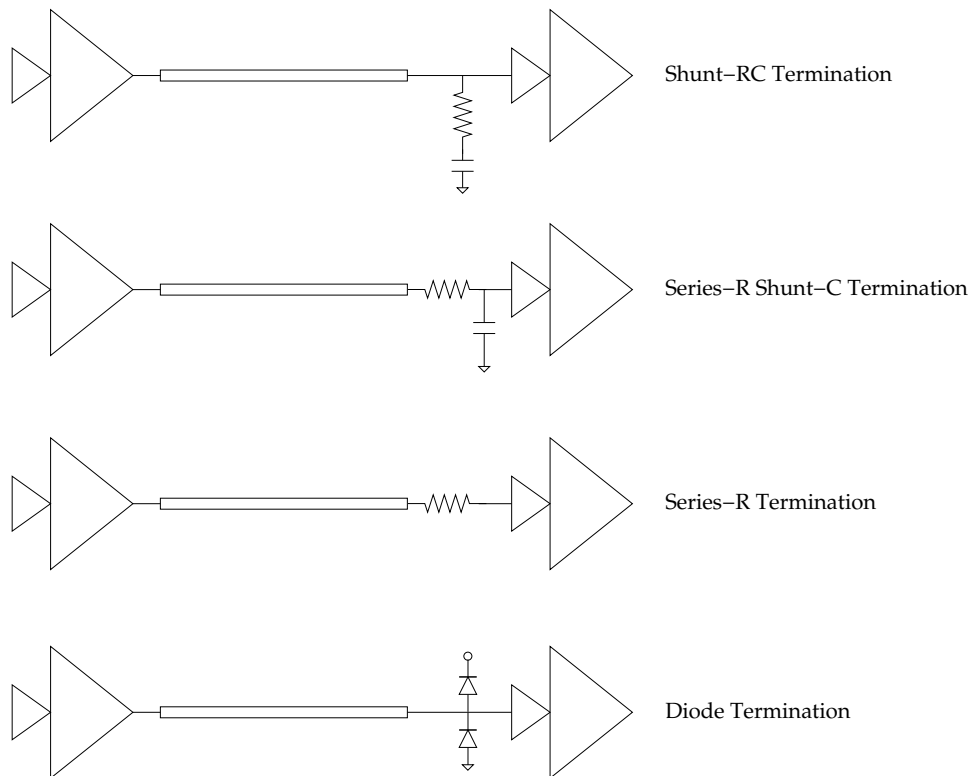 Shunt−RC Termination
Series−R Shunt−C Termination
Series−R Termination
Diode Termination